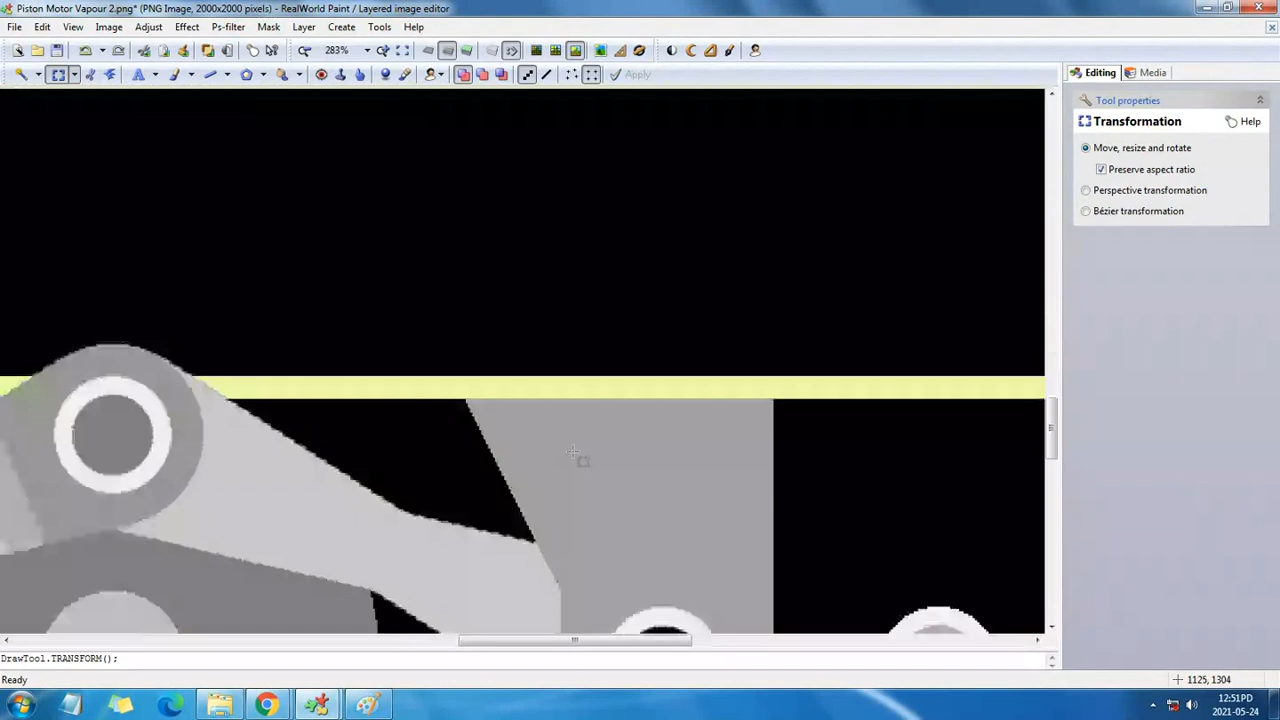 Piston Motor Vapour 2.png* (PNG Image, 2000x2000 pixels) - RealWorld Paint / Layered image editor
File Edit View Image Adjust Effect Ps-filter Mask Layer Create Tools Help
283%
Apply
Editing Media
Tool properties
Transformation Help
Move, resize and rotate
Preserve aspect ratio
Perspective transformation
Bézier transformation
DrawTool.TRANSFORM();
Ready 1125, 1304
12:51PD
2021-05-24